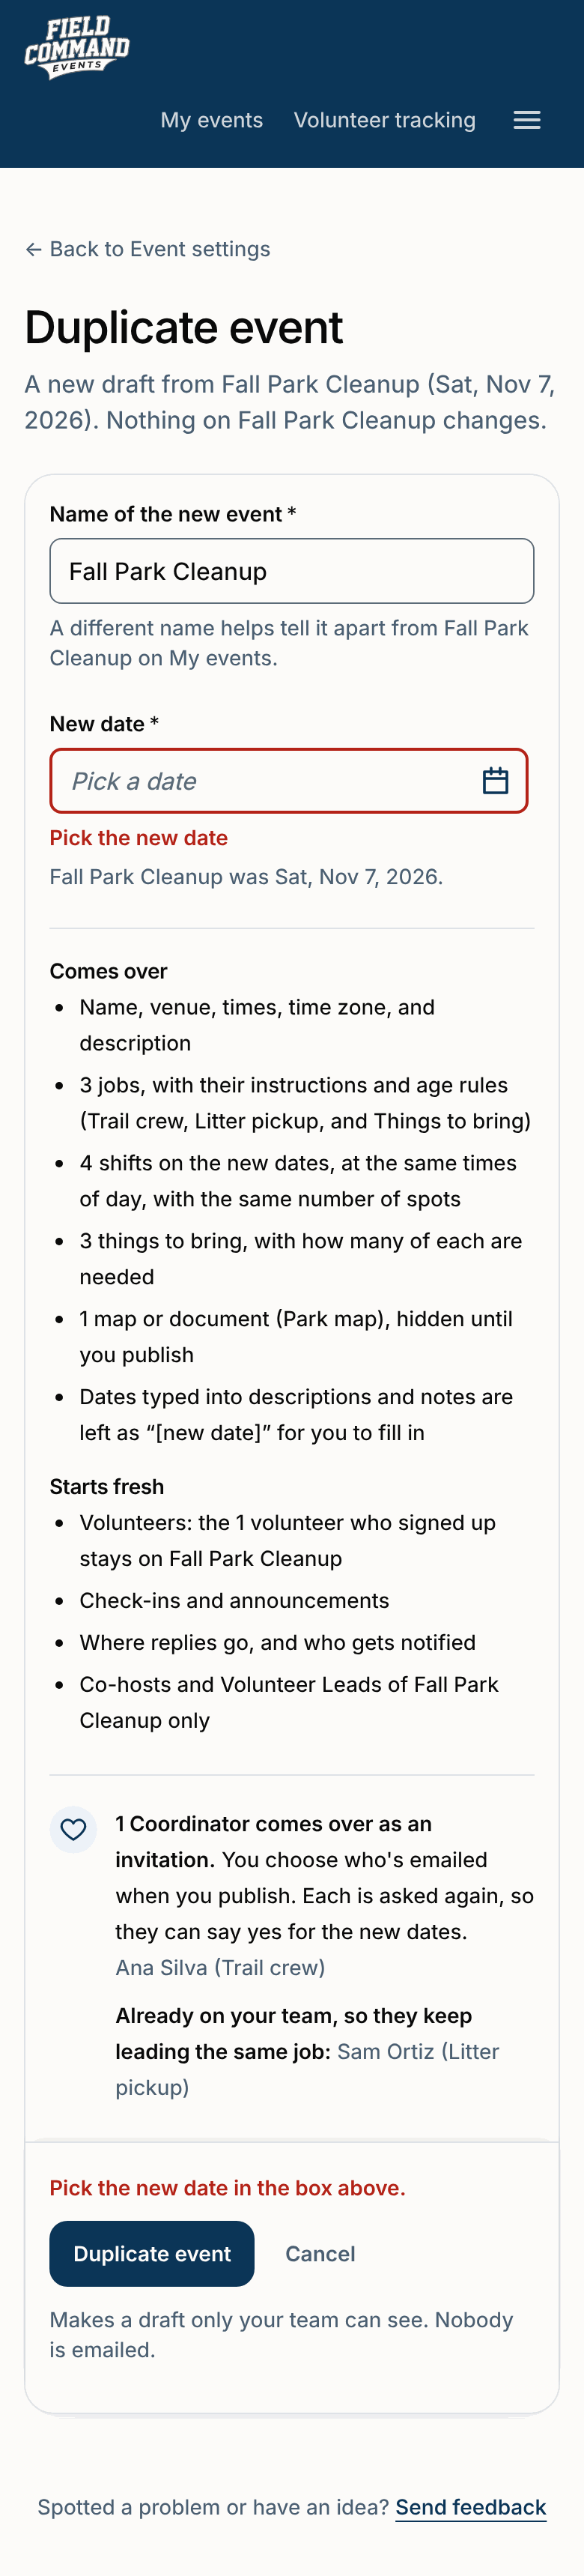 FIELD
COMMAND
EVENTS
My events Volunteer tracking
← Back to Event settings
Duplicate event
A new draft from Fall Park Cleanup (Sat, Nov 7,
2026). Nothing on Fall Park Cleanup changes.
Name of the new event *
Fall Park Cleanup
A different name helps tell it apart from Fall Park
Cleanup on My events.
New date *
Pick a date
Pick the new date
Fall Park Cleanup was Sat, Nov 7, 2026.
Comes over
• Name, venue, times, time zone, and
description
• 3 jobs, with their instructions and age rules
(Trail crew, Litter pickup, and Things to bring)
• 4 shifts on the new dates, at the same times
of day, with the same number of spots
• 3 things to bring, with how many of each are
needed
• 1 map or document (Park map), hidden until
you publish
• Dates typed into descriptions and notes are
left as “[new date]” for you to fill in
Starts fresh
• Volunteers: the 1 volunteer who signed up
stays on Fall Park Cleanup
• Check-ins and announcements
• Where replies go, and who gets notified
• Co-hosts and Volunteer Leads of Fall Park
Cleanup only
1 Coordinator comes over as an
invitation. You choose who's emailed
when you publish. Each is asked again, so
they can say yes for the new dates.
Ana Silva (Trail crew)
Already on your team, so they keep
leading the same job: Sam Ortiz (Litter
pickup)
Pick the new date in the box above.
Duplicate event Cancel
Makes a draft only your team can see. Nobody
is emailed.
Spotted a problem or have an idea? Send feedback